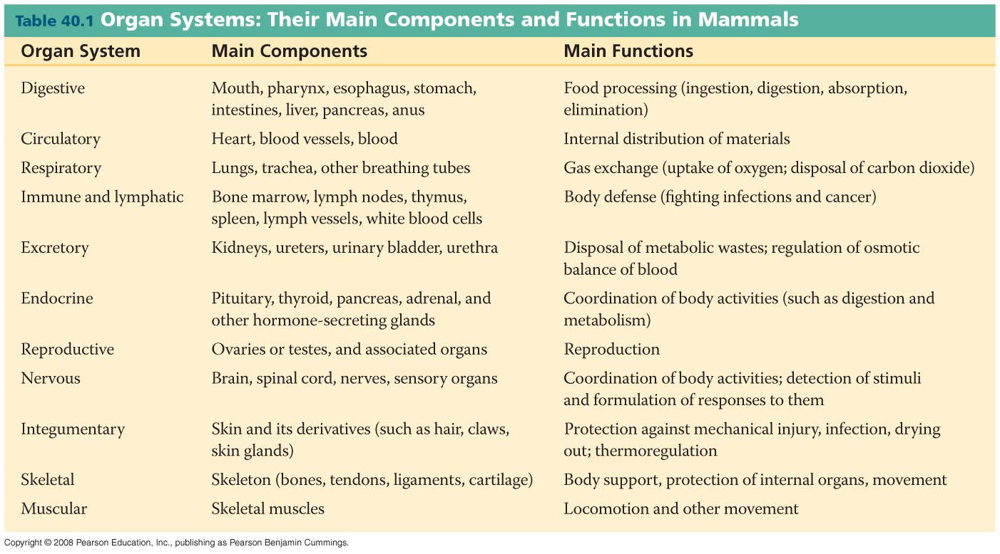 Table 40.1 Organ Systems: Their Main Components and Functions in Mammals
Organ System Main Components Main Functions
Digestive Mouth, pharynx, esophagus, stomach, Food processing (ingestion, digestion, absorption,
intestines, liver, pancreas, anus elimination)
Circulatory Heart, blood vessels, blood Internal distribution of materials
Respiratory Lungs, trachea, other breathing tubes Gas exchange (uptake of oxygen; disposal of carbon dioxide)
Immune and lymphatic Bone marrow, lymph nodes, thymus, Body defense (fighting infections and cancer)
spleen, lymph vessels, white blood cells
Excretory Kidneys, ureters, urinary bladder, urethra Disposal of metabolic wastes; regulation of osmotic
balance of blood
Endocrine Pituitary, thyroid, pancreas, adrenal, and Coordination of body activities (such as digestion and
other hormone-secreting glands metabolism)
Reproductive Ovaries or testes, and associated organs Reproduction
Nervous Brain, spinal cord, nerves, sensory organs Coordination of body activities; detection of stimuli
and formulation of responses to them
Integumentary Skin and its derivatives (such as hair, claws, Protection against mechanical injury, infection, drying
skin glands) out; thermoregulation
Skeletal Skeleton (bones, tendons, ligaments, cartilage) Body support, protection of internal organs, movement
Muscular Skeletal muscles Locomotion and other movement
Copyright © 2008 Pearson Education, Inc., publishing as Pearson Benjamin Cummings.